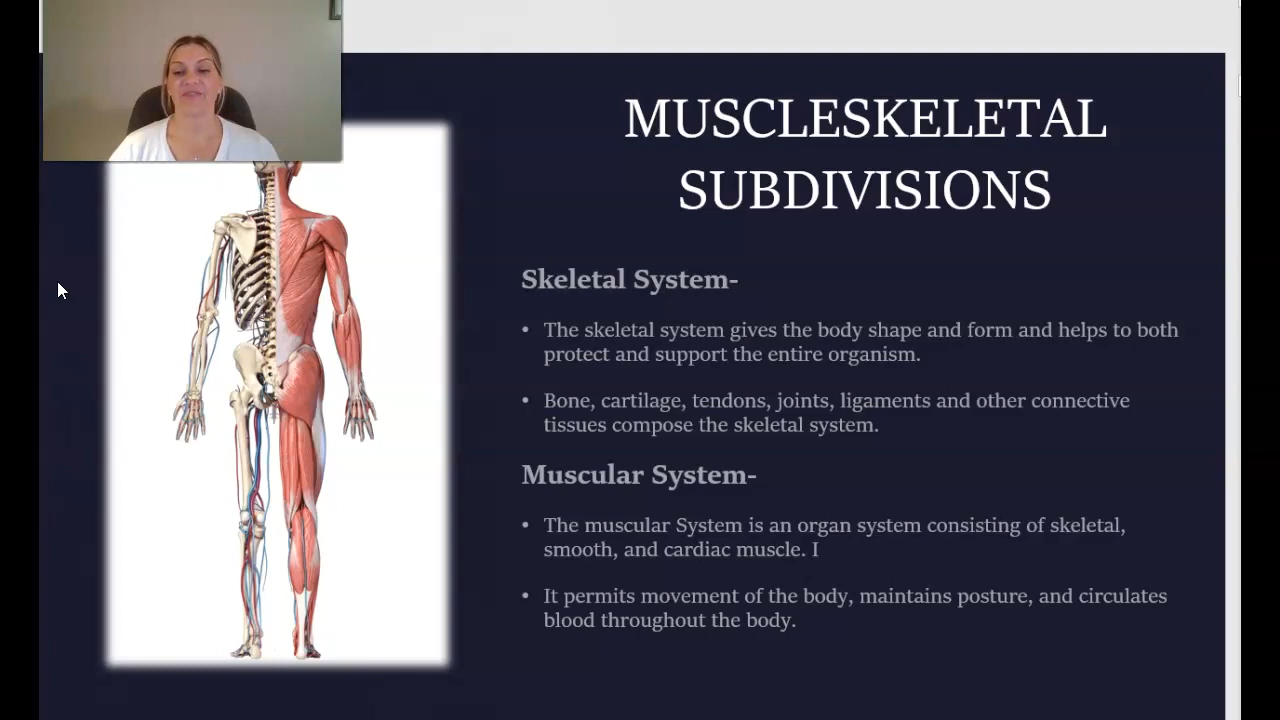 MUSCLESKELETAL
SUBDIVISIONS
Skeletal System-
• The skeletal system gives the body shape and form and helps to both
protect and support the entire organism.
• Bone, cartilage, tendons, joints, ligaments and other connective
tissues compose the skeletal system.
Muscular System-
• The muscular System is an organ system consisting of skeletal,
smooth, and cardiac muscle. I
• It permits movement of the body, maintains posture, and circulates
blood throughout the body.